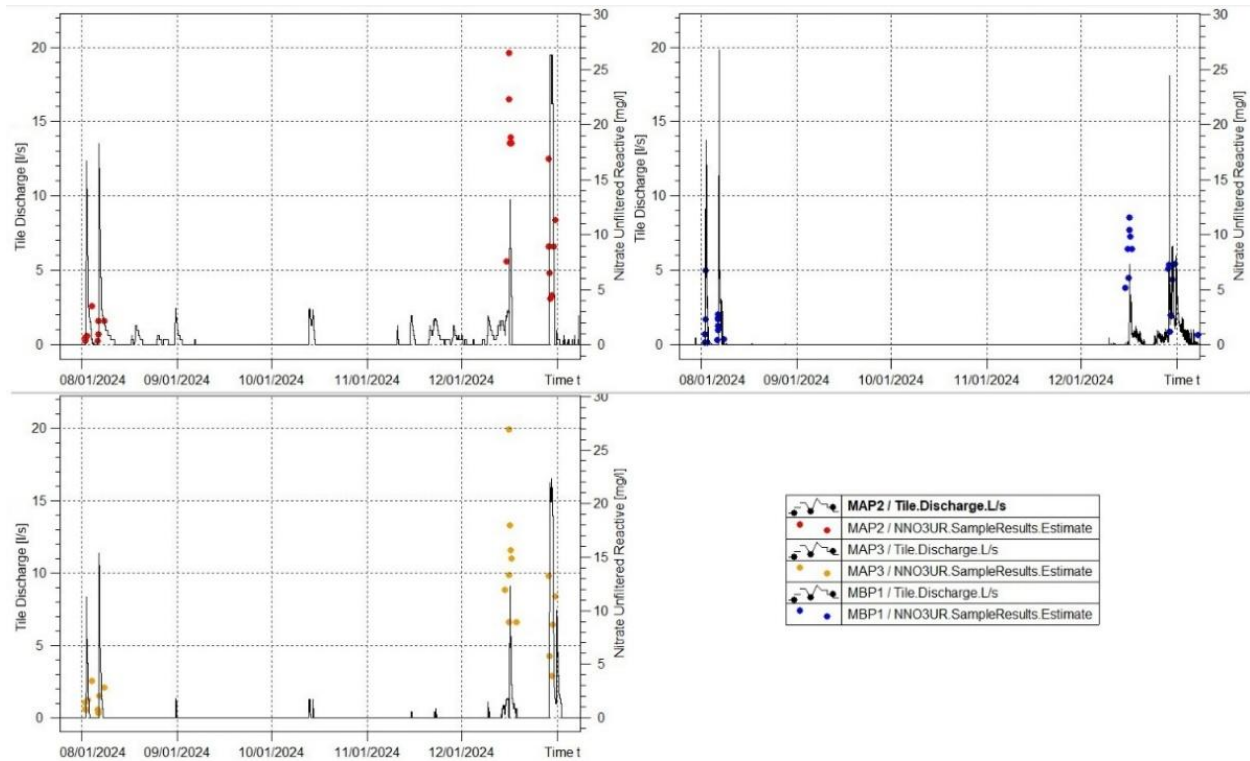 20
15
10
5
0
Tile Discharge [l/s]
30
25
20
15
10
5
0
Nitrate Unfiltered Reactive [mg/l]
08/01/2024 09/01/2024 10/01/2024 11/01/2024 12/01/2024 Time t
20
15
10
5
0
Tile Discharge [l/s]
30
25
20
15
10
5
0
Nitrate Unfiltered Reactive [mg/l]
08/01/2024 09/01/2024 10/01/2024 11/01/2024 12/01/2024 Time t
20
15
10
5
0
Tile Discharge [l/s]
30
25
20
15
10
5
0
Nitrate Unfiltered Reactive [mg/l]
08/01/2024 09/01/2024 10/01/2024 11/01/2024 12/01/2024 Time t
MAP2 / Tile.Discharge.L/s
MAP2 / NNO3UR.SampleResults.Estimate
MAP3 / Tile.Discharge.L/s
MAP3 / NNO3UR.SampleResults.Estimate
MBP1 / Tile.Discharge.L/s
MBP1 / NNO3UR.SampleResults.Estimate